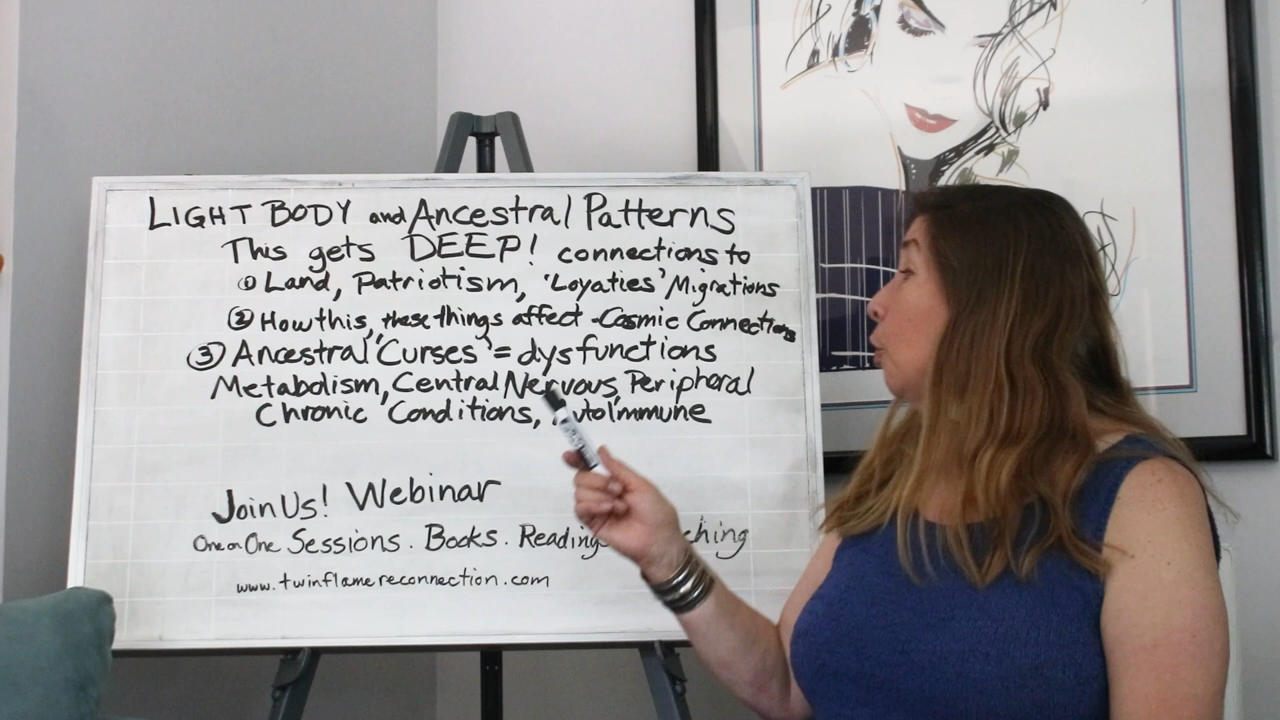 LIGHT BODY and Ancestral Patterns
This gets DEEP! connections to
① Land, Patriotism, 'Loyaties' Migrations
② How this, these things affect - Cosmic Connections
③ Ancestral 'Curses' = dysfunctions
Metabolism, Central Nervous, Peripheral
Chronic Conditions,
Join Us! Webinar
One on One Sessions. Books.
www.twinflamereconnection.com